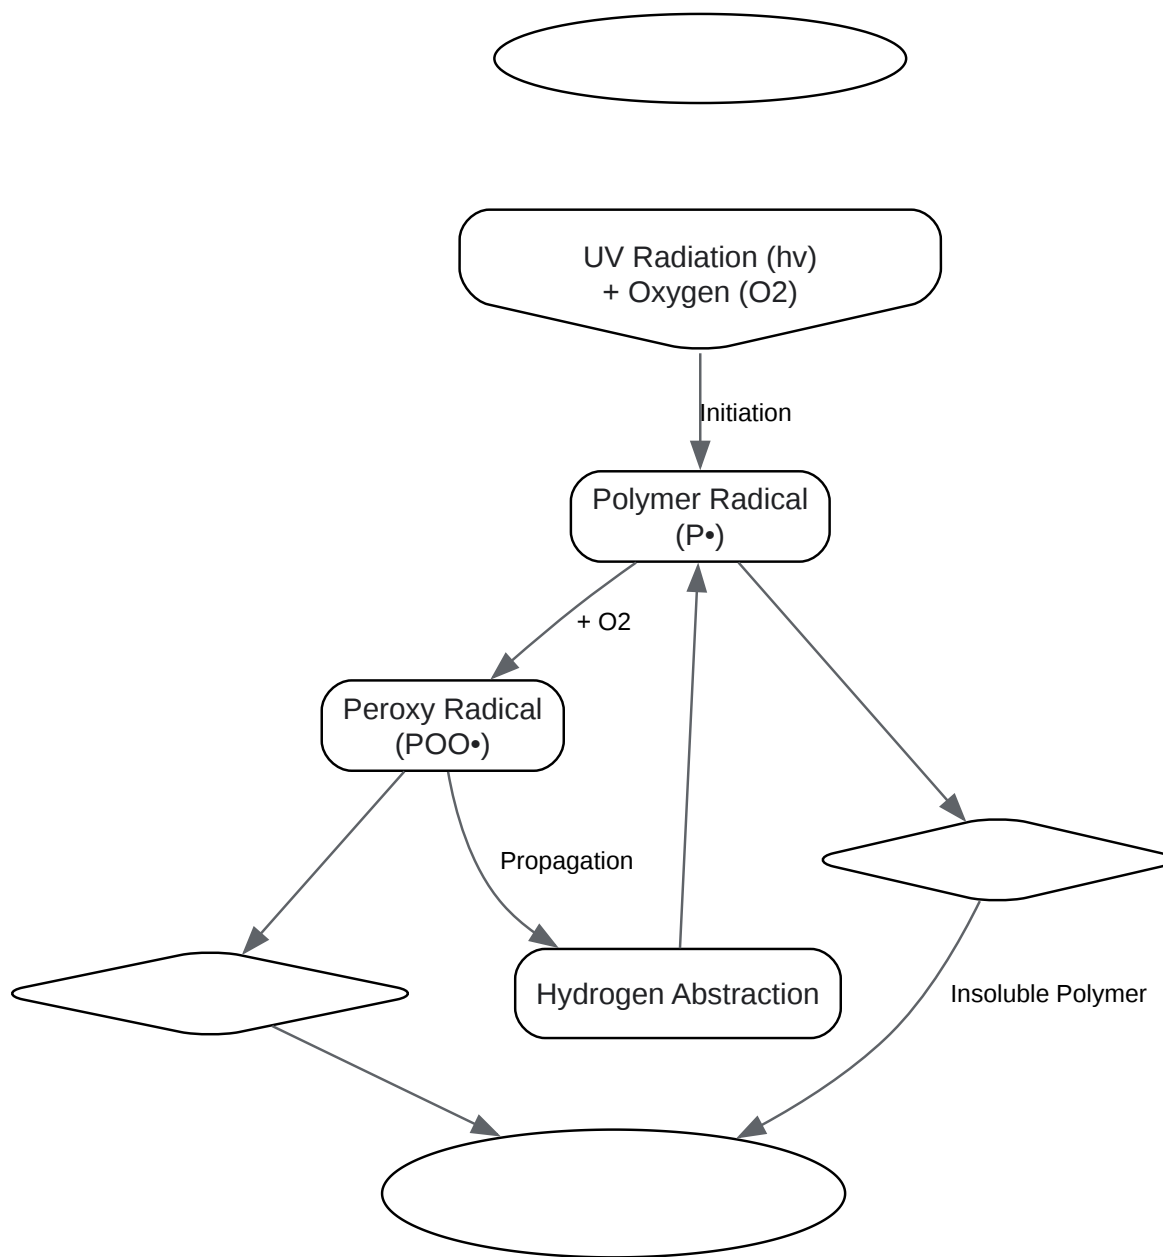 UV Radiation (hv)
+ Oxygen (O2)
Initiation
Polymer Radical
(P•)
+ O2
Peroxy Radical
(POO•)
Propagation
Hydrogen Abstraction
Insoluble Polymer